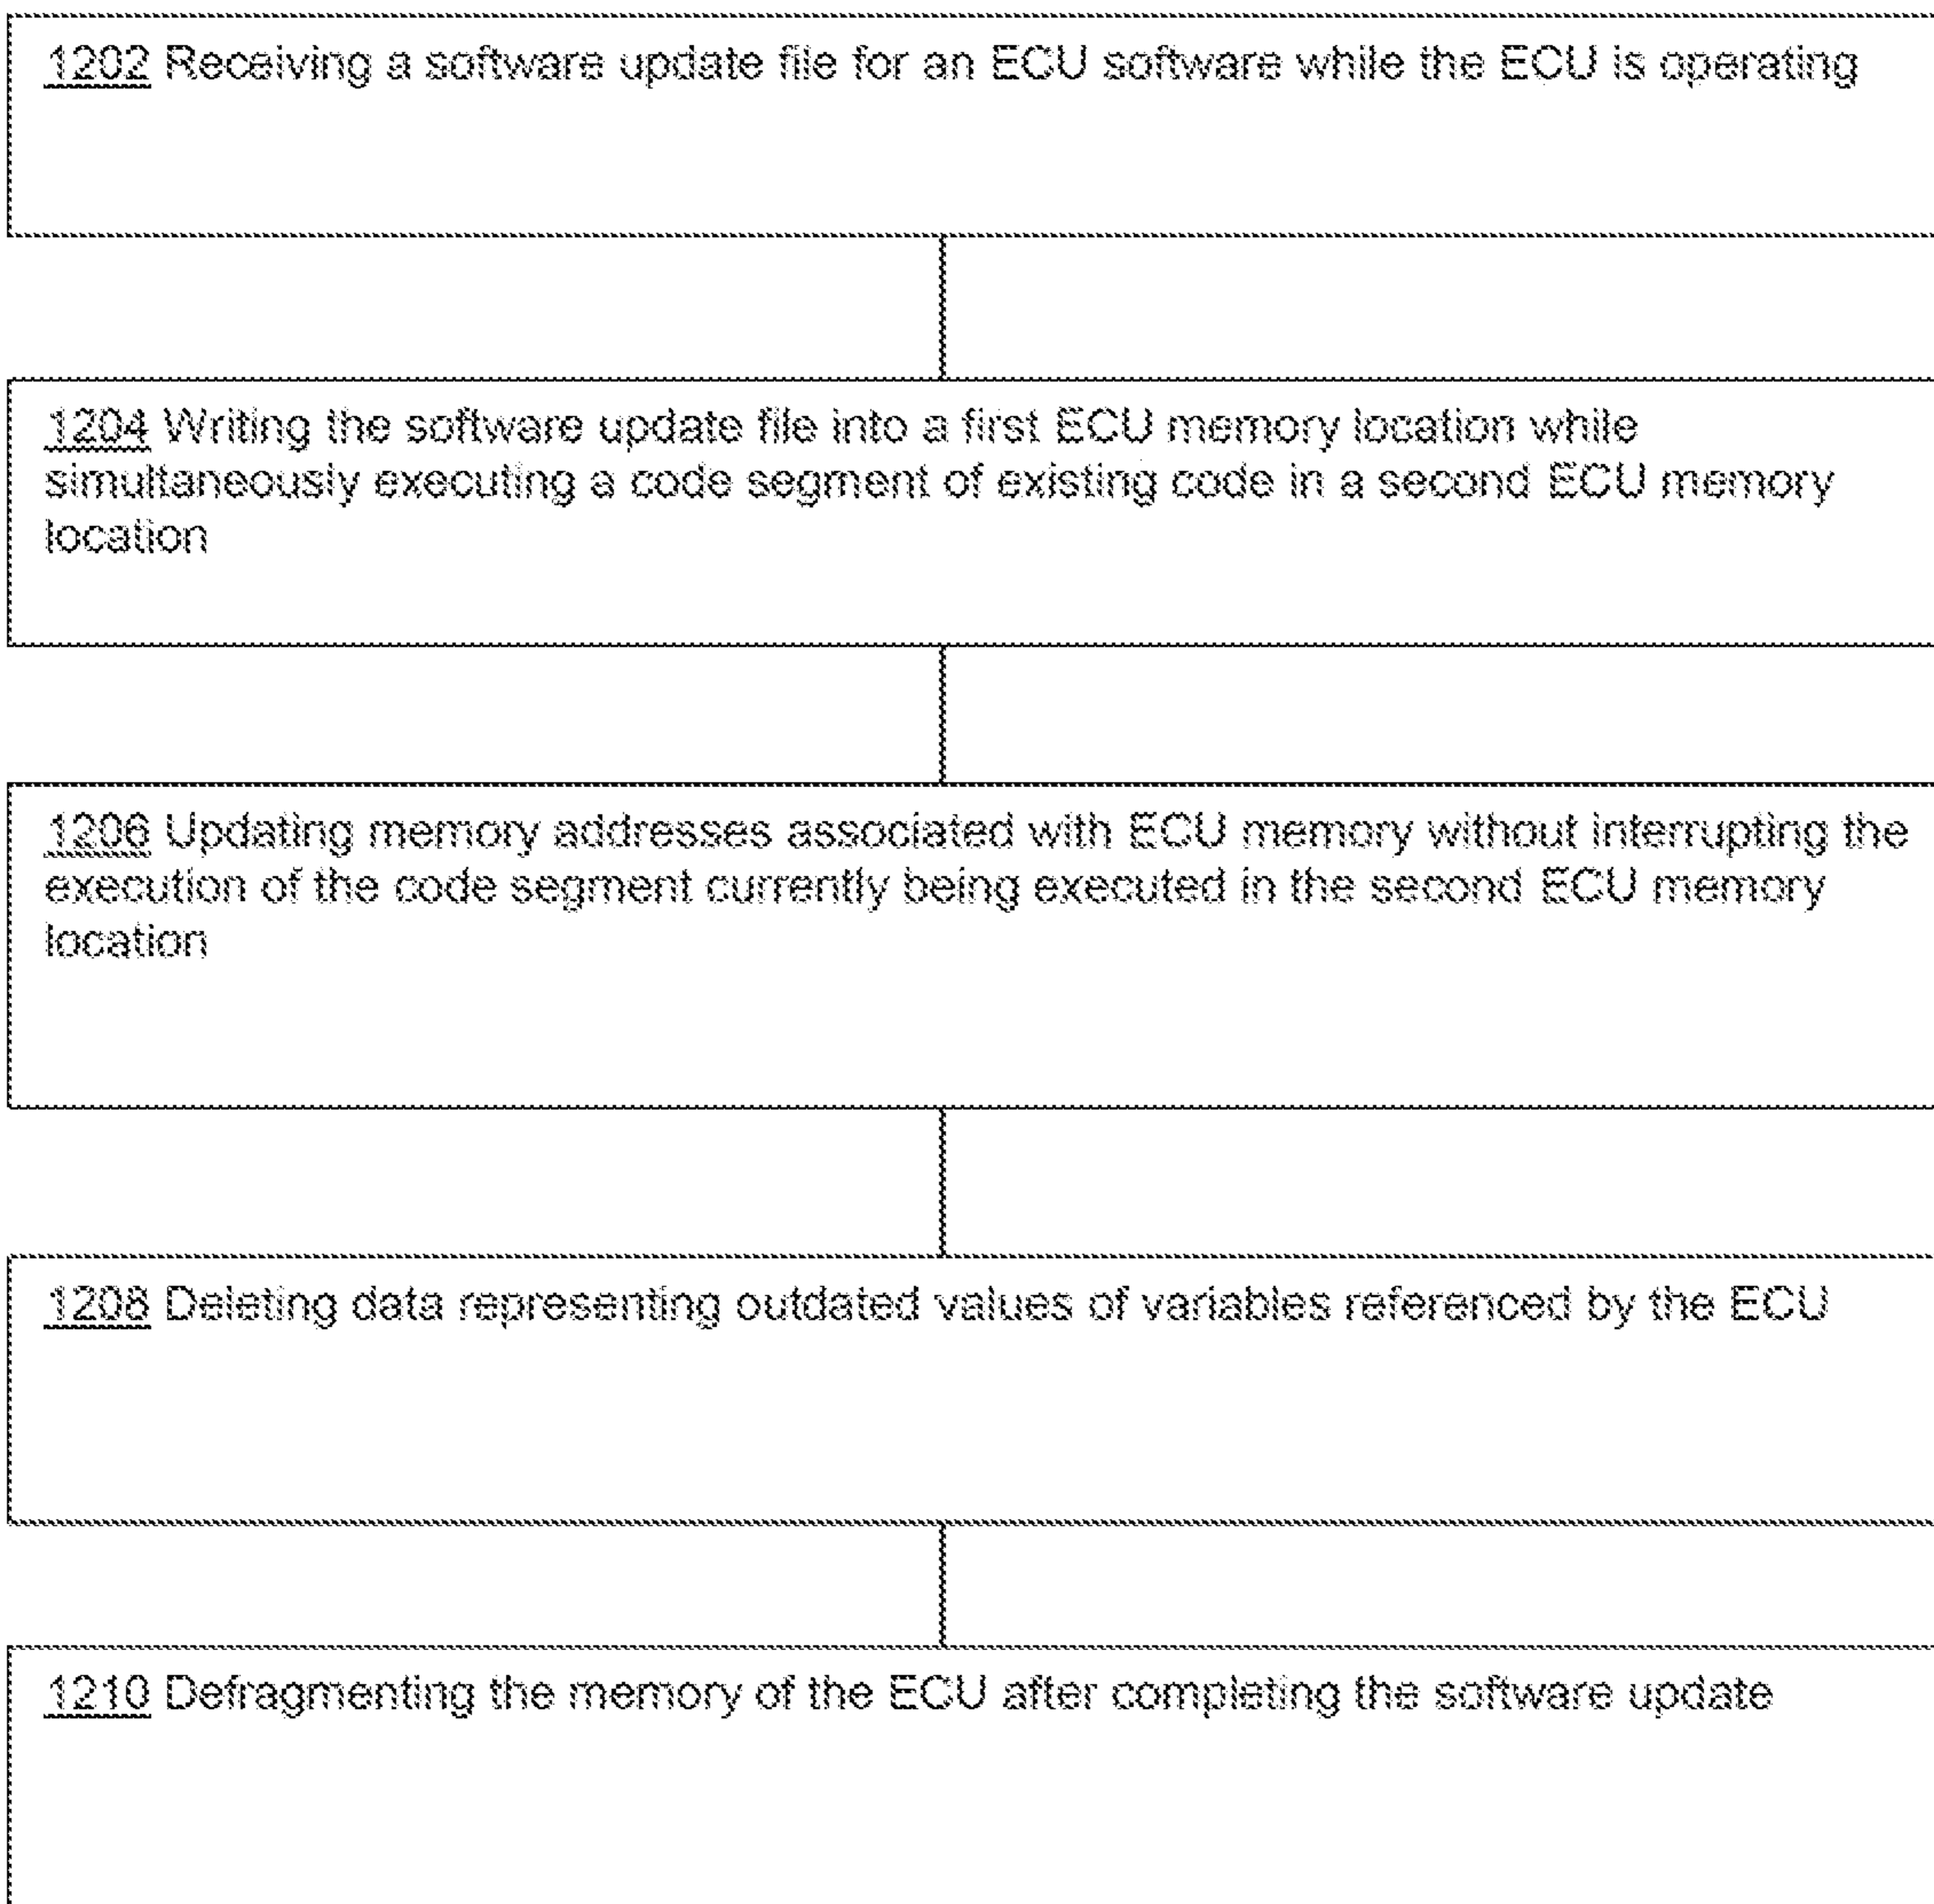 1202 Receiving a software update file for an ECU software while the ECU is operating
1204 Writing the software update file into a first ECU memory location while
simultaneously executing a code segment of existing code in a second ECU memory
location
1206 Updating memory addresses associated with ECU memory without interrupting the
execution of the code segment currently being executed in the second ECU memory
location
1208 Deleting data representing outdated values of variables referenced by the ECU
1210 Defragmenting the memory of the ECU after completing the software update